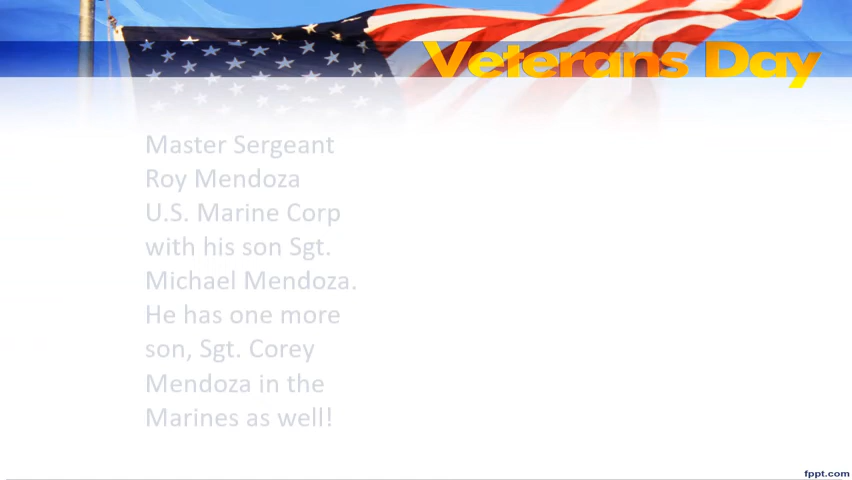 Veterans Day
Master Sergeant
Roy Mendoza
U.S. Marine Corp
with his son Sgt.
Michael Mendoza.
He has one more
son, Sgt. Corey
Mendoza in the
Marines as well!
fppt.com